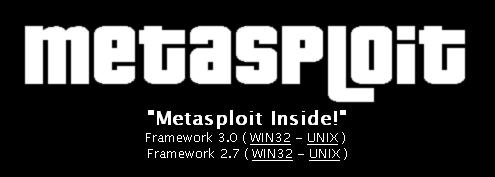 metasploit
"Metasploit Inside!"
Framework 3.0 ( WIN32 - UNIX )
Framework 2.7 ( WIN32 - UNIX )